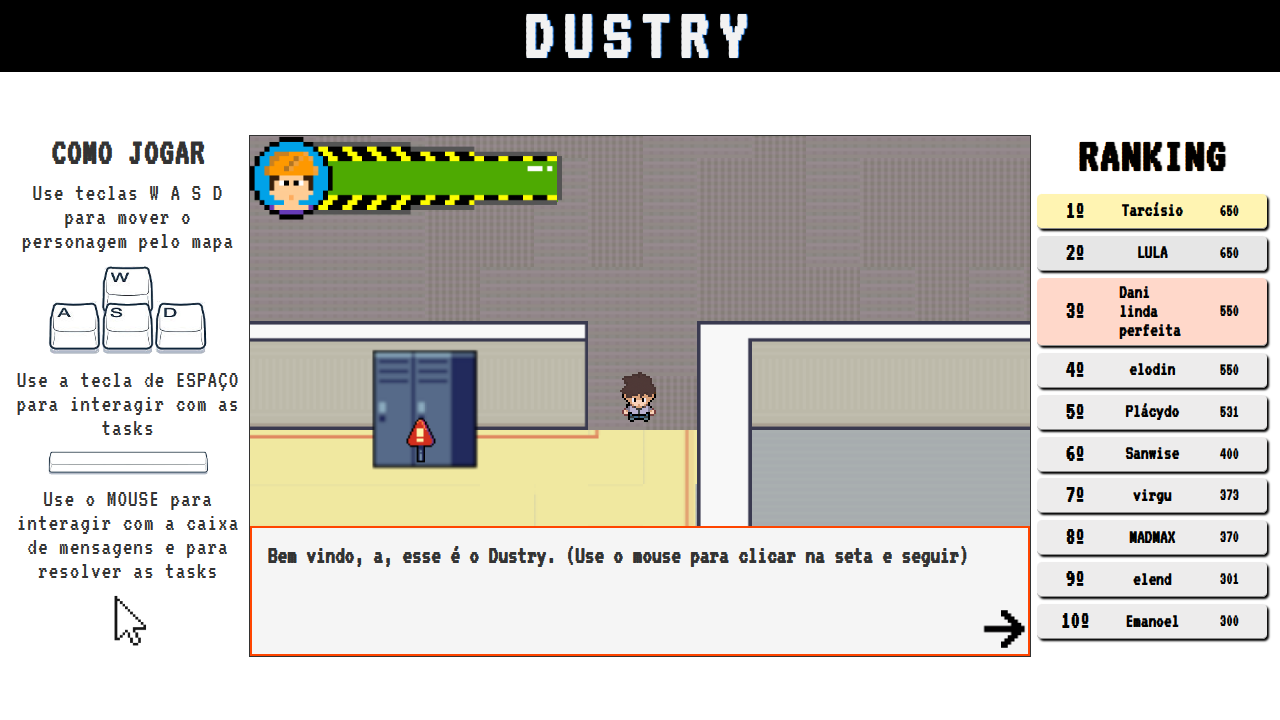 DUSTRY
COMO JOGAR
Use teclas W A S D
para mover o
personagem pelo mapa
W
A S D
Use a tecla de ESPAÇO
para interagir com as
tasks
Use o MOUSE para
interagir com a caixa
de mensagens e para
resolver as tasks
Bem vindo, a, esse é o Dustry. (Use o mouse para clicar na seta e seguir)
RANKING
1º Tarcísio 650
2º LULA 650
3º Dani linda perfeita 550
4º elodin 550
5º Plácydo 531
6º Sanwise 400
7º virgu 373
8º MADMAX 370
9º elend 301
10º Emanoel 300